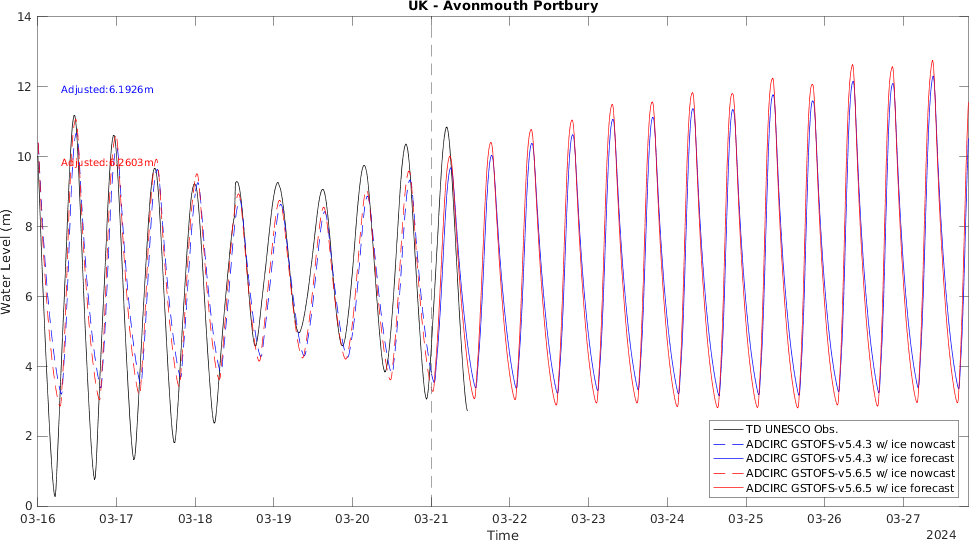 UK - Avonmouth Portbury
14
12
10
8
6
4
2
0
Water Level (m)
Adjusted:6.1926m
Adjusted:6.2603m
TD UNESCO Obs.
ADCIRC GSTOFS-v5.4.3 w/ ice nowcast
ADCIRC GSTOFS-v5.4.3 w/ ice forecast
ADCIRC GSTOFS-v5.6.5 w/ ice nowcast
ADCIRC GSTOFS-v5.6.5 w/ ice forecast
03-16 03-17 03-18 03-19 03-20 03-21 03-22 03-23 03-24 03-25 03-26 03-27
Time
2024